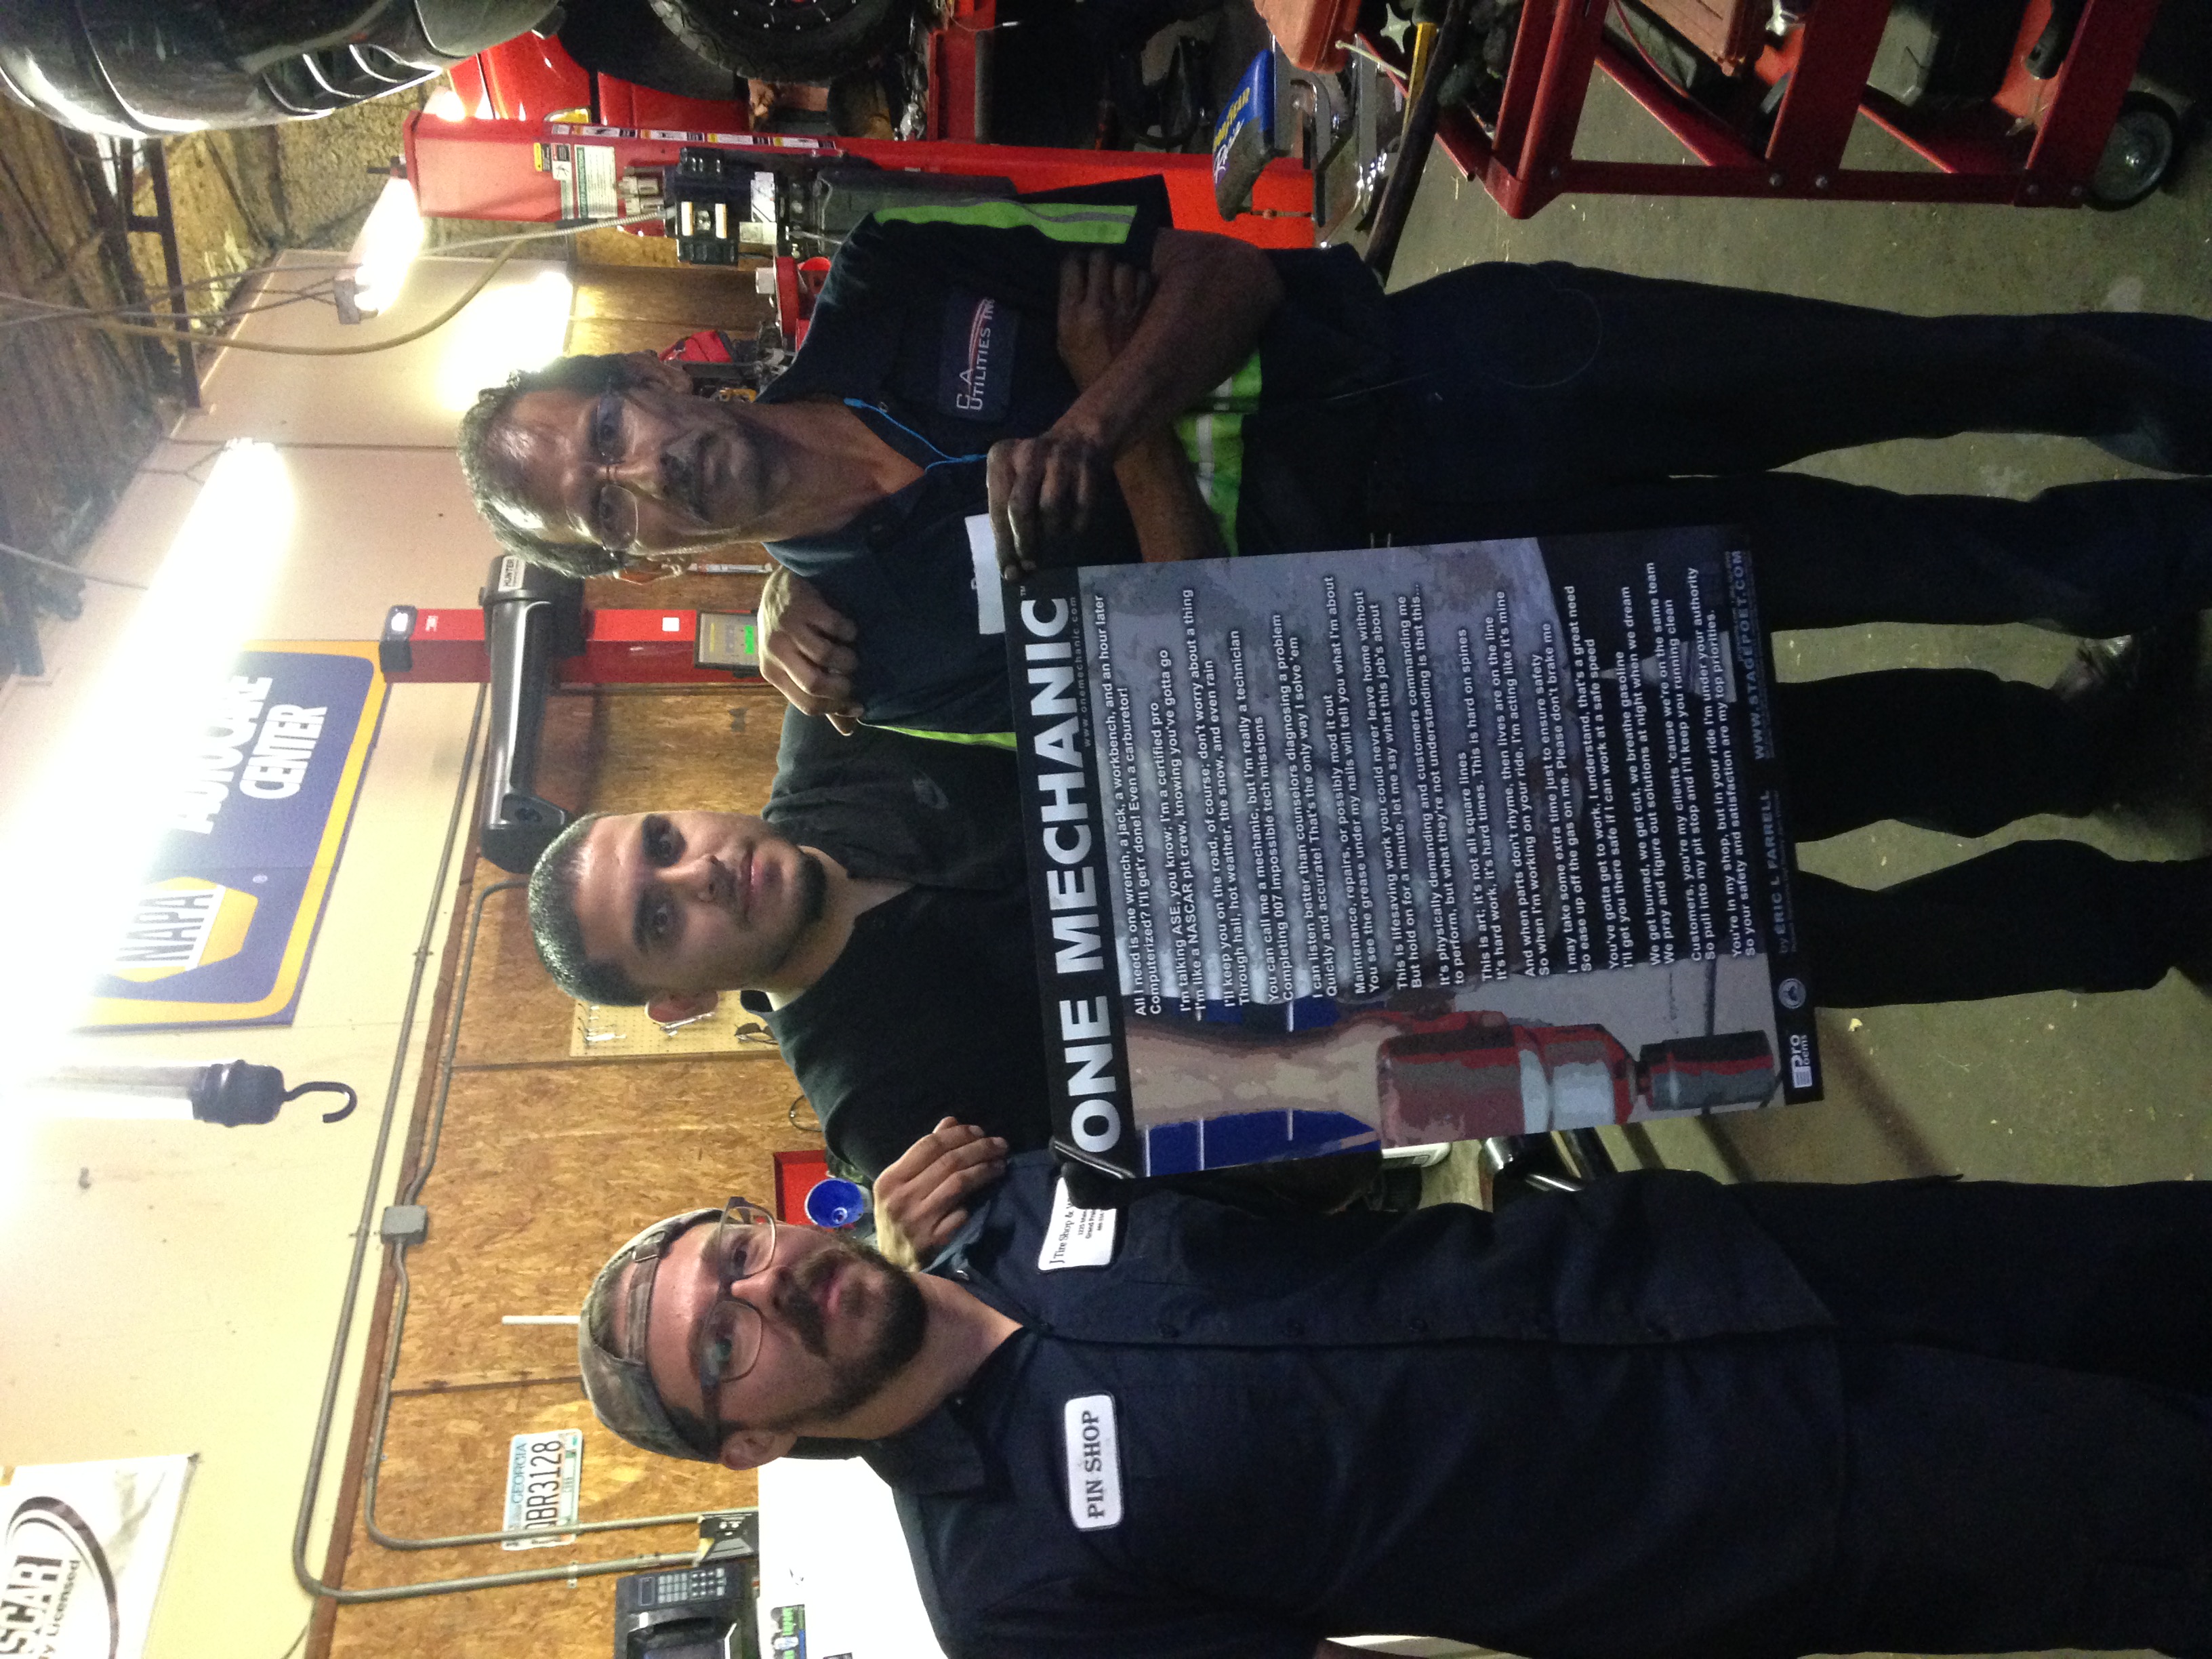 NAPA
AUTOCARE
CENTER
HUNTER
GEORGIA
C A
UTILITIES INC
GOODYEAR
PIN SHOP
J Tire Shop &
ONE MECHANIC™
www.onemechanic.com
All I need is one wrench, a jack, a workbench, and an hour later
Computerized? I'll get'r done! Even a carburetor!
I'm talking ASE, you know; I'm a certified pro
I'm like a NASCAR pit crew, knowing you've gotta go
I'll keep you on the road, of course; don't worry about a thing
Through hail, hot weather, the snow, and even rain
You can call me a mechanic, but I'm really a technician
Completing 007 impossible tech missions
I can listen better than counselors diagnosing a problem
Quickly and accurate! That's the only way I solve 'em
Maintenance, repairs, or possibly mod it out
You see the grease under my nails will tell you what I'm about
This is lifesaving work you could never leave home without
But hold on for a minute, let me say what this job's about
It's physically demanding and customers commanding me
to perform, but what they're not understanding is that this...
This is art; it's not all square lines
It's hard work, it's hard times. This is hard on spines
And when parts don't rhyme, then lives are on the line
So when I'm working on your ride, I'm acting like it's mine
I may take some extra time just to ensure safety
So ease up off the gas on me. Please don't brake me
You've gotta get to work, I understand, that's a great need
I'll get you there safe if I can work at a safe speed
We get burned, we get cut, we breathe gasoline
We pray and figure out solutions at night when we dream
Customers, you're my clients 'cause we're on the same team
So pull into my pit stop and I'll keep you running clean
You're in my shop, but in your ride I'm under your authority
So your safety and satisfaction are my top priorities.
by ERIC L FARRELL
WWW.STAGEPOET.COM
Pro
oems